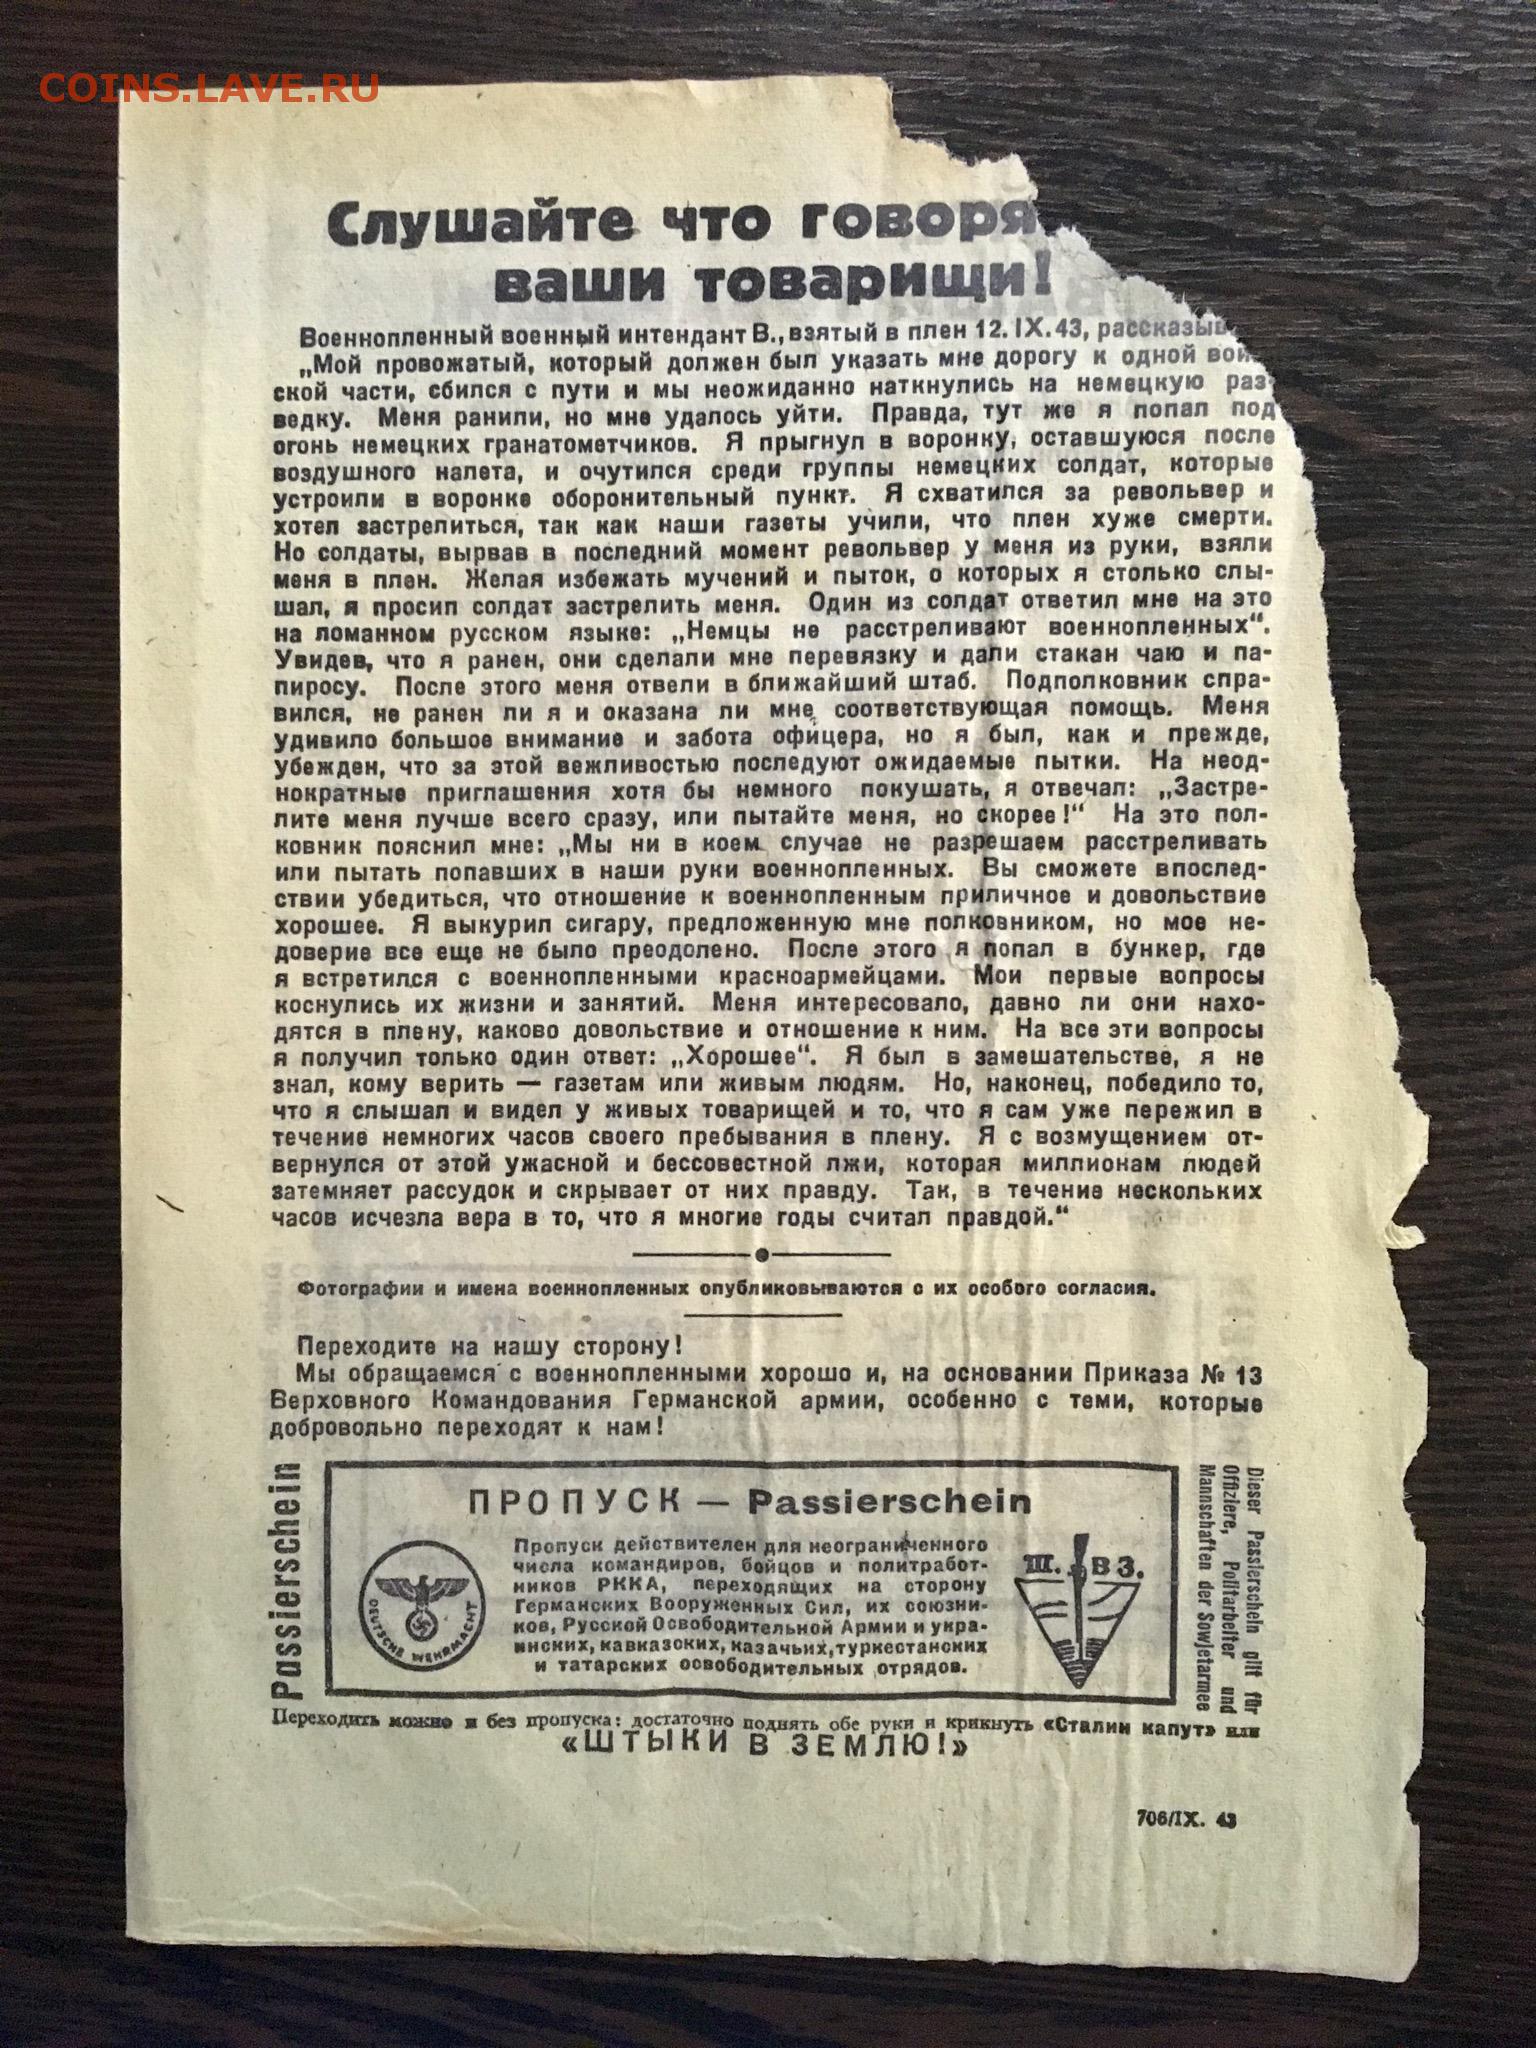 COINS.LAVE.RU
Слушайте что говоря
ваши товарищи!
Военнопленный военный интендант В., взятый в плен 12. IX. 43, рассказыв
„Мой провожатый, который должен был указать мне дорогу к одной воин-
ской части, сбился с пути и мы неожиданно наткнулись на немецкую раз-
ведку. Меня ранили, но мне удалось уйти. Правда, тут же я попал под
огонь немецких гранатометчиков. Я прыгнул в воронку, оставшуюся после
воздушного налета, и очутился среди группы немецких солдат, которые
устроили в воронке оборонительный пункт. Я схватился за револьвер и
хотел застрелиться, так как наши газеты учили, что плен хуже смерти.
Но солдаты, вырвав в последний момент револьвер у меня из руки, взяли
меня в плен. Желая избежать мучений и пыток, о которых я столько слы-
шал, я просил солдат застрелить меня. Один из солдат ответил мне на это
на ломанном русском языке: „Немцы не расстреливают военнопленных“.
Увидев, что я ранен, они сделали мне перевязку и дали стакан чаю и па-
пиросу. После этого меня отвели в ближайший штаб. Подполковник спра-
вился, не ранен ли я и оказана ли мне соответствующая помощь. Меня
удивило большое внимание и забота офицера, но я был, как и прежде,
убежден, что за этой вежливостью последуют ожидаемые пытки. На неод-
нократные приглашения хотя бы немного покушать, я отвечал: „Застре-
лите меня лучше всего сразу, или пытайте меня, но скорее!“ На это пол-
ковник пояснил мне: „Мы ни в коем случае не разрешаем расстреливать
или пытать попавших в наши руки военнопленных. Вы сможете впослед-
ствии убедиться, что отношение к военнопленным приличное и довольствие
хорошее. Я выкурил сигару, предложенную мне полковником, но мое не-
доверие все еще не было преодолено. После этого я попал в бункер, где
я встретился с военнопленными красноармейцами. Мои первые вопросы
коснулись их жизни и занятий. Меня интересовало, давно ли они нахо-
дятся в плену, каково довольствие и отношение к ним. На все эти вопросы
я получил только один ответ: „Хорошее“. Я был в замешательстве, я не
знал, кому верить — газетам или живым людям. Но, наконец, победило то,
что я слышал и видел у живых товарищей и то, что я сам уже пережил в
течение немногих часов своего пребывания в плену. Я с возмущением от-
вернулся от этой ужасной и бессовестной лжи, которая миллионам людей
затемняет рассудок и скрывает от них правду. Так, в течение нескольких
часов исчезла вера в то, что я многие годы считал правдой.“
Фотографии и имена военнопленных опубликовываются с их особого согласия.
Переходите на нашу сторону!
Мы обращаемся с военнопленными хорошо и, на основании Приказа № 13
Верховного Командования Германской армии, особенно с теми, которые
добровольно переходят к нам!
Passierschein
ПРОПУСК — Passierschein
Пропуск действителен для неограниченного
числа командиров, бойцов и политработ-
ников РККА, переходящих на сторону
Германских Вооруженных Сил, их союзни-
ков, Русской Освободительной Армии и укра-
инских, кавказских, казачьих, туркестанских
и татарских освободительных отрядов.
DEUTSCHE WEHRMACHT
Ш. В З.
Dieser Passierschein gilt für
Offiziere, Politarbeiter und
Mannschaften der Sowjetarmee
Переходить можно и без пропуска: достаточно поднять обе руки и крикнуть «Сталин капут» или
«ШТЫКИ В ЗЕМЛЮ!»
706/IX. 43